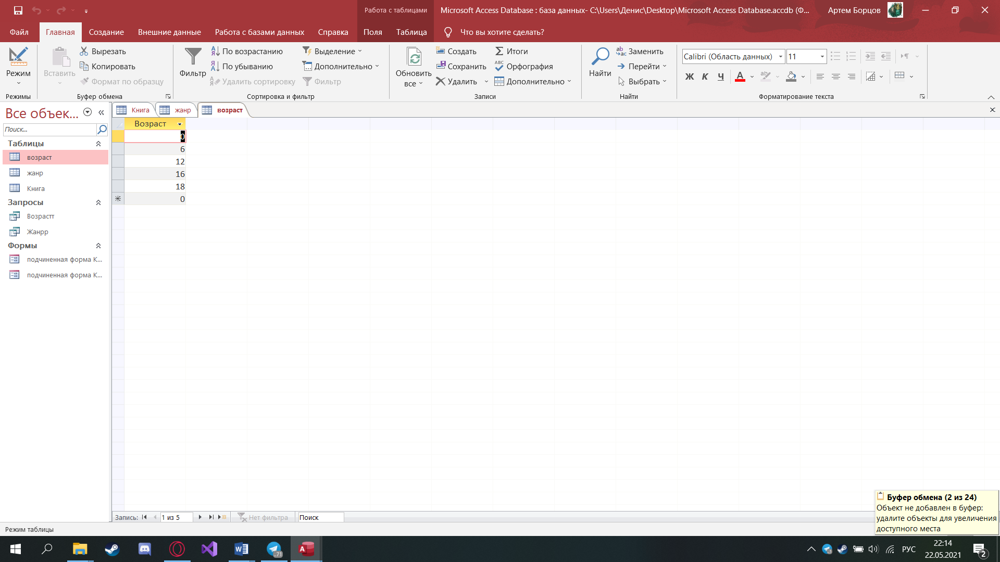 Работа с таблицами
Microsoft Access Database : база данных- C:\Users\Денис\Desktop\Microsoft Access Database.accdb (Ф...
Артем Борцов
Файл
Главная
Создание
Внешние данные
Работа с базами данных
Справка
Поля
Таблица
Что вы хотите сделать?
Режим
Режимы
Вставить
Вырезать
Копировать
Формат по образцу
Буфер обмена
Фильтр
По возрастанию
По убыванию
Удалить сортировку
Выделение
Дополнительно
Фильтр
Сортировка и фильтр
Обновить
все
Создать
Сохранить
Удалить
Итоги
Орфография
Дополнительно
Записи
Найти
Заменить
Перейти
Выбрать
Найти
Calibri (Область данных)
11
Ж К Ч
Форматирование текста
Все объек...
Поиск...
Таблицы
возраст
жанр
Книга
Запросы
Возрастт
Жанрр
Формы
подчиненная форма К...
подчиненная форма К...
Книга
жанр
возраст
Возраст
0
6
12
16
18
0
Запись:
1 из 5
Нет фильтра
Поиск
Режим таблицы
Буфер обмена (2 из 24)
Объект не добавлен в буфер:
удалите объекты для увеличения
доступного места
71
РУС
22:14
22.05.2021
2